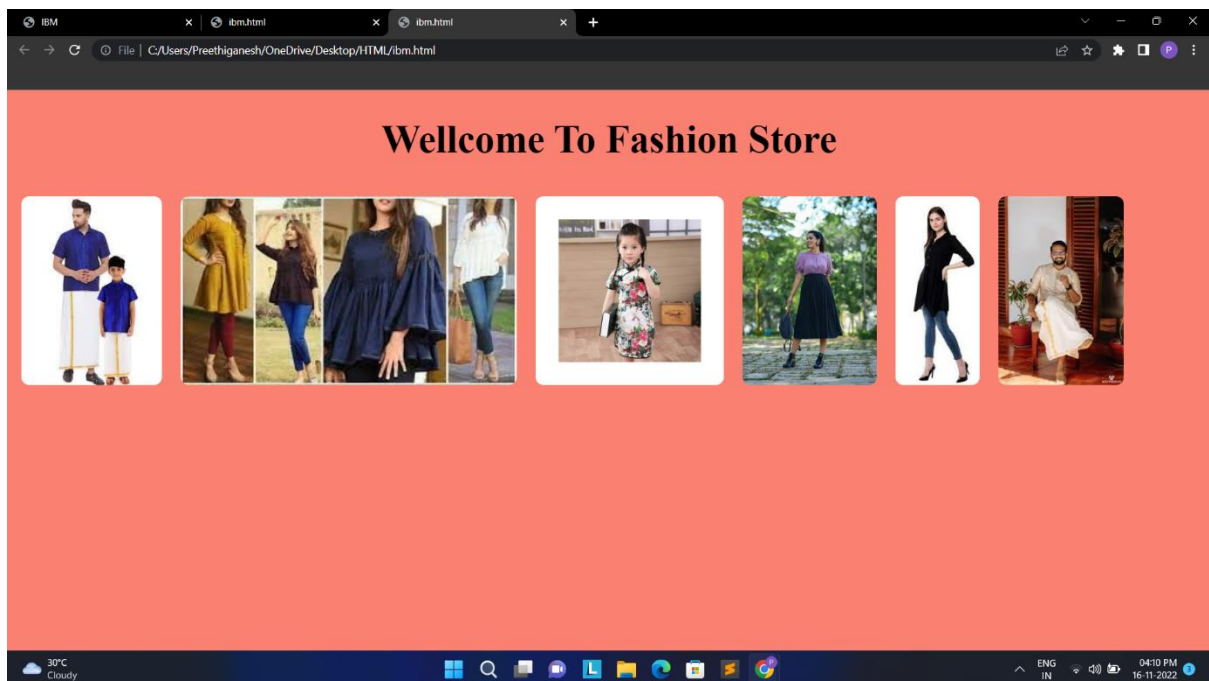 IBM
ibm.html
ibm.html
File | C:/Users/Preethiganesh/OneDrive/Desktop/HTML/ibm.html
P
Wellcome To Fashion Store
30°C
Cloudy
L
S
P
ENG
IN
04:10 PM
16-11-2022
3